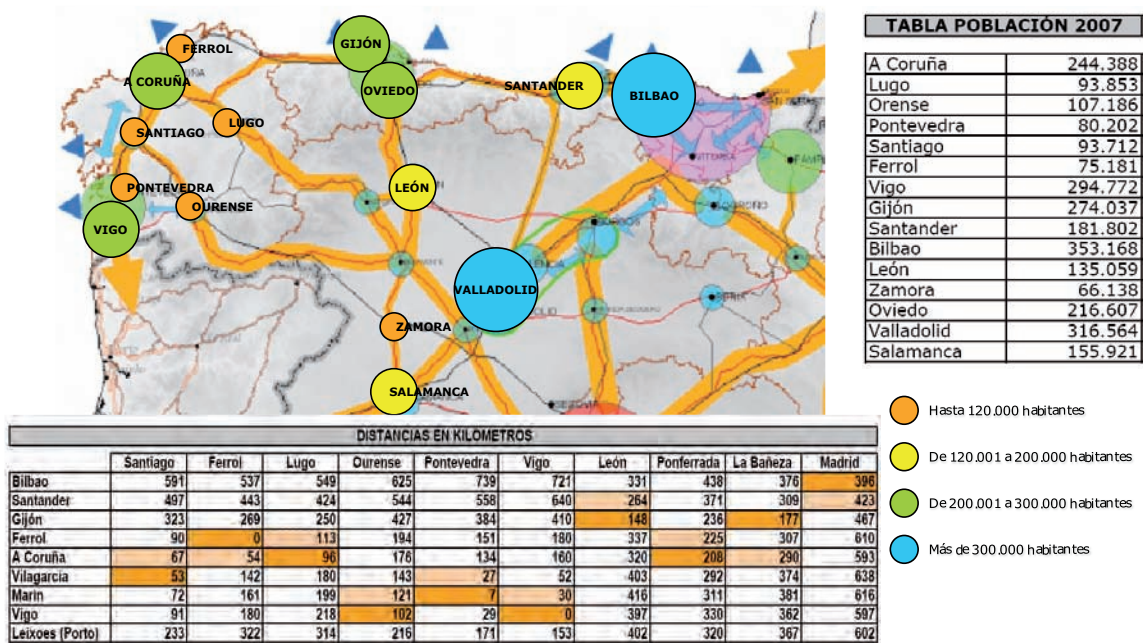 FERROL
GIJÓN
A CORUÑA
OVIEDO
SANTANDER
BILBAO
LUGO
SANTIAGO
VITORIA
PONTEVEDRA
LEÓN
OURENSE
VIGO
VALLADOLID
ZAMORA
SALAMANCA
SEGOVIA
TABLA POBLACIÓN 2007
A Coruña 244.388
Lugo 93.853
Orense 107.186
Pontevedra 80.202
Santiago 93.712
Ferrol 75.181
Vigo 294.772
Gijón 274.037
Santander 181.802
Bilbao 353.168
León 135.059
Zamora 66.138
Oviedo 216.607
Valladolid 316.564
Salamanca 155.921
Hasta 120.000 habitantes
De 120.001 a 200.000 habitantes
De 200.001 a 300.000 habitantes
Más de 300.000 habitantes
DISTANCIAS EN KILOMETROS
Santiago Ferrol Lugo Ourense Pontevedra Vigo León Ponferrada La Bañeza Madrid
Bilbao 591 537 549 625 739 721 331 438 376 396
Santander 497 443 424 544 558 640 264 371 309 423
Gijón 323 269 250 427 384 410 148 236 177 467
Ferrol 90 0 113 194 151 180 337 225 307 610
A Coruña 67 54 96 176 134 160 320 208 290 593
Vilagarcía 53 142 180 143 27 52 403 292 374 638
Marín 72 161 199 121 7 30 416 311 381 616
Vigo 91 180 218 102 29 0 397 330 362 597
Leixoes (Porto) 233 322 314 216 171 153 402 320 367 602